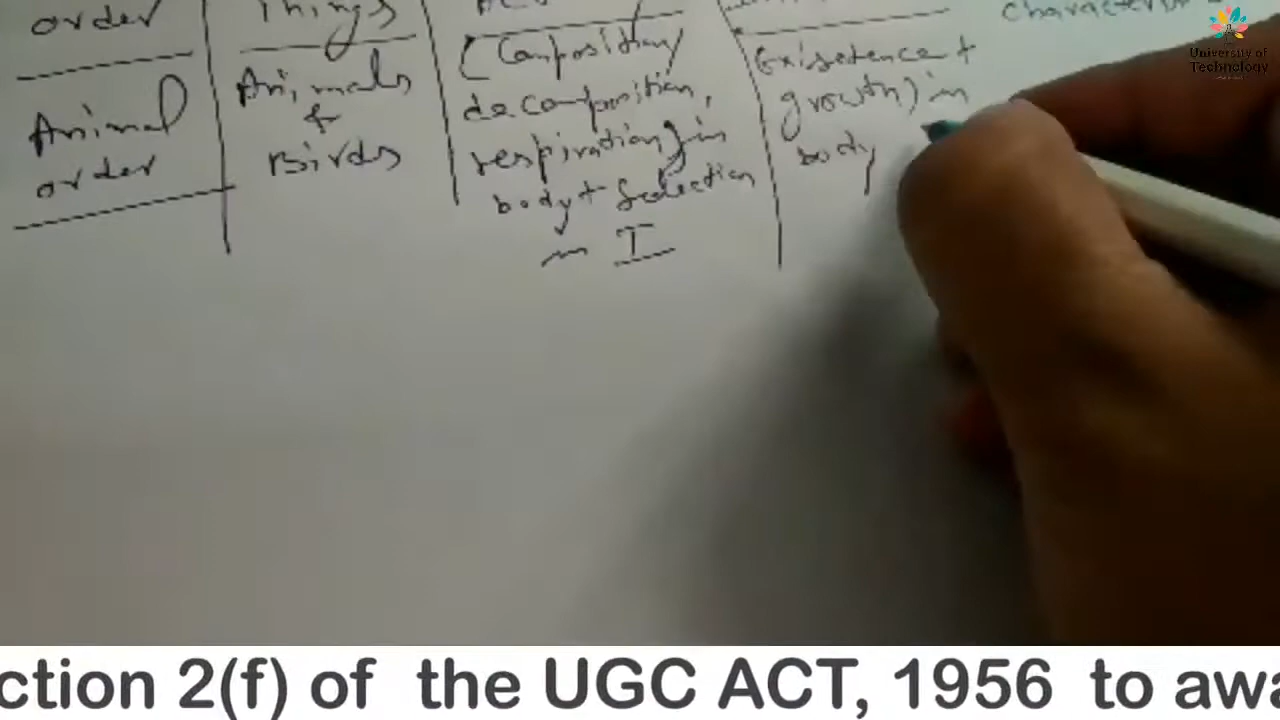 order
Things
University of
Technology
Animal
order
Animals
&
Birds
(Composition/
decomposition,
respiration) in
body + Selection
in I
(Existence +
growth) in
body
ction 2(f) of the UGC ACT, 1956 to awa